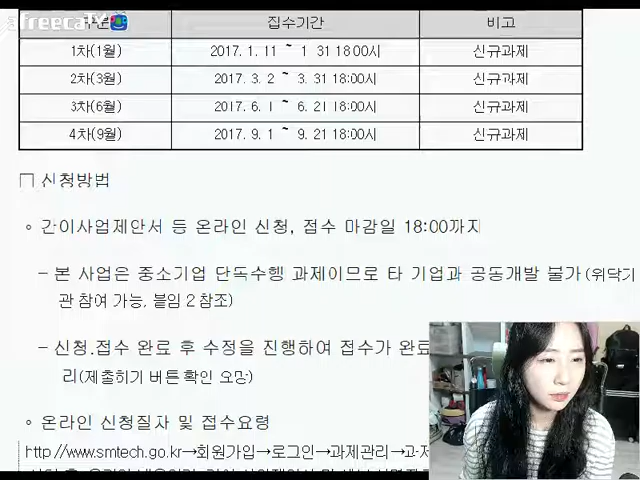 afreecaTV
구분 접수기간 비고
1차(1월) 2017. 1. 11 ~ 1. 31 18:00시 신규과제
2차(3월) 2017. 3. 2 ~ 3. 31 18:00시 신규과제
3차(6월) 2017. 6. 1 ~ 6. 21 18:00시 신규과제
4차(9월) 2017. 9. 1 ~ 9. 21 18:00시 신규과제
□ 신청방법
◦ 간이사업제안서 등 온라인 신청, 접수 마감일 18:00까지
- 본 사업은 중소기업 단독수행 과제이므로 타 기업과 공동개발 불가(위탁기
관 참여 가능, 붙임 2 참조)
- 신청.접수 완료 후 수정을 진행하여 접수가 완료
리(제출하기 버튼 확인 요망)
◦ 온라인 신청절차 및 접수요령
http://www.smtech.go.kr→회원가입→로그인→과제관리→